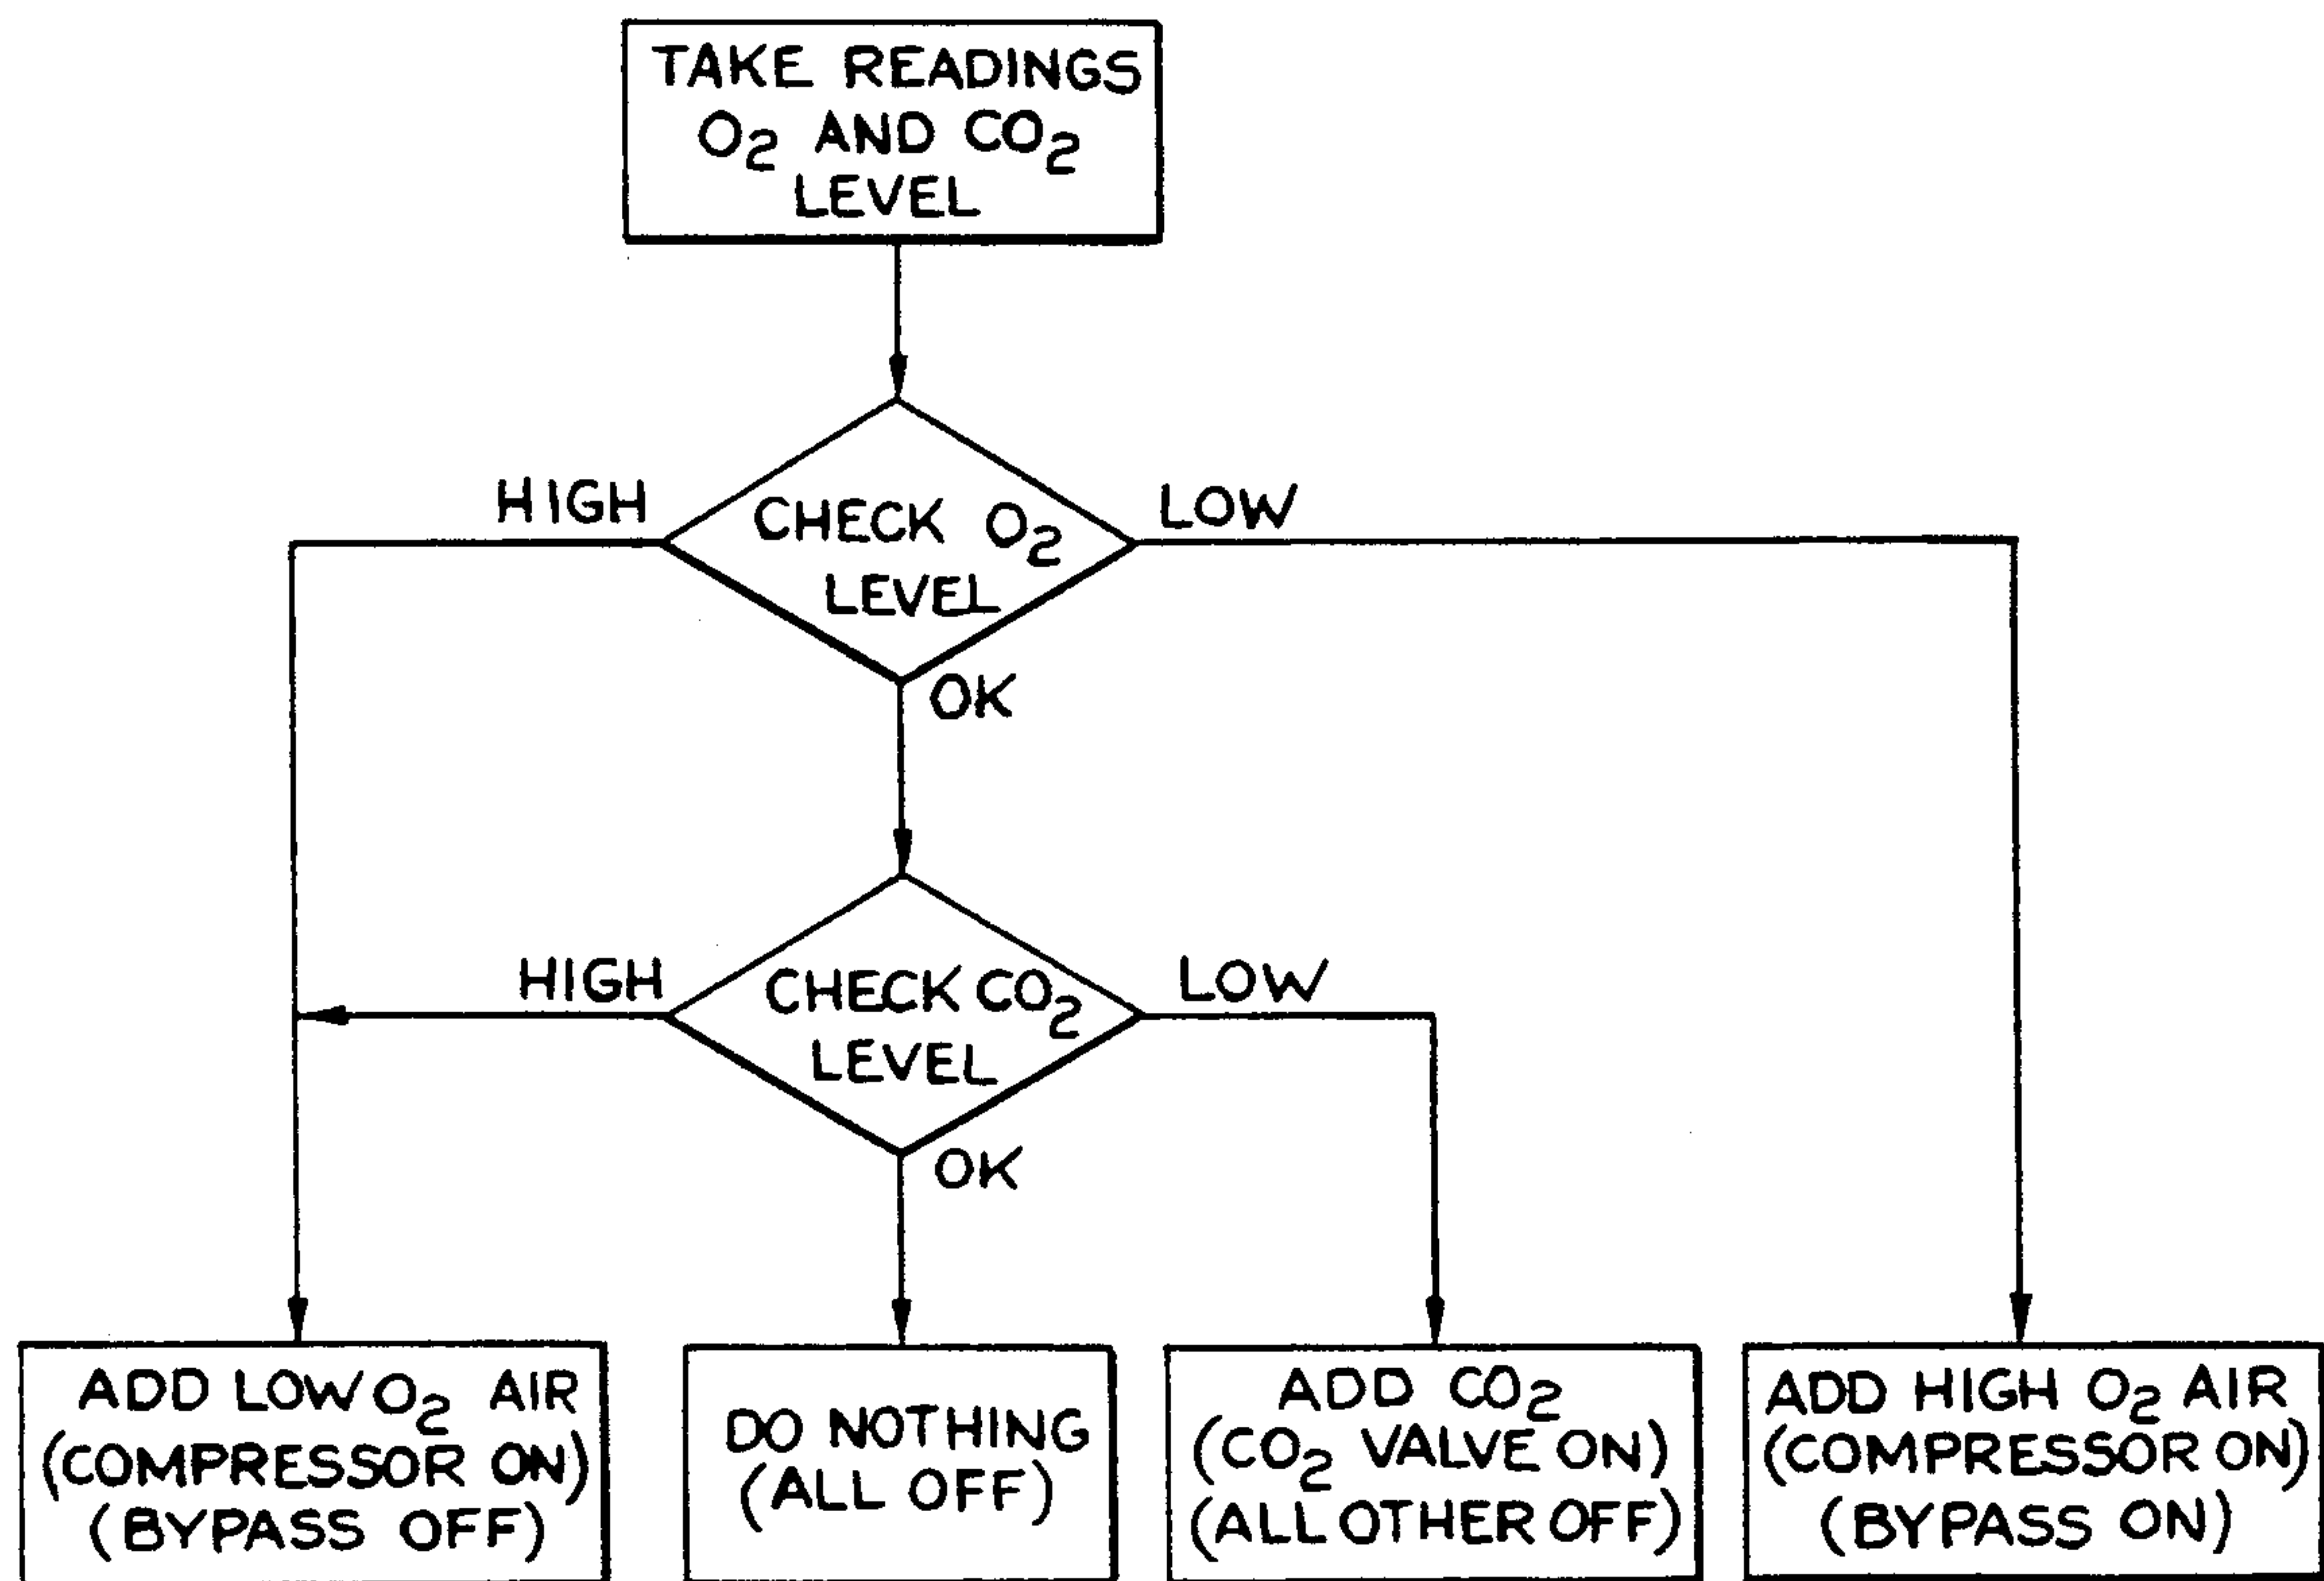 TAKE READINGS
O₂ AND CO₂
LEVEL
HIGH
CHECK O₂
LEVEL
LOW
OK
HIGH
CHECK CO₂
LEVEL
LOW
OK
ADD LOW O₂ AIR
(COMPRESSOR ON)
(BYPASS OFF)
DO NOTHING
(ALL OFF)
ADD CO₂
(CO₂ VALVE ON)
(ALL OTHER OFF)
ADD HIGH O₂ AIR
(COMPRESSOR ON)
(BYPASS ON)